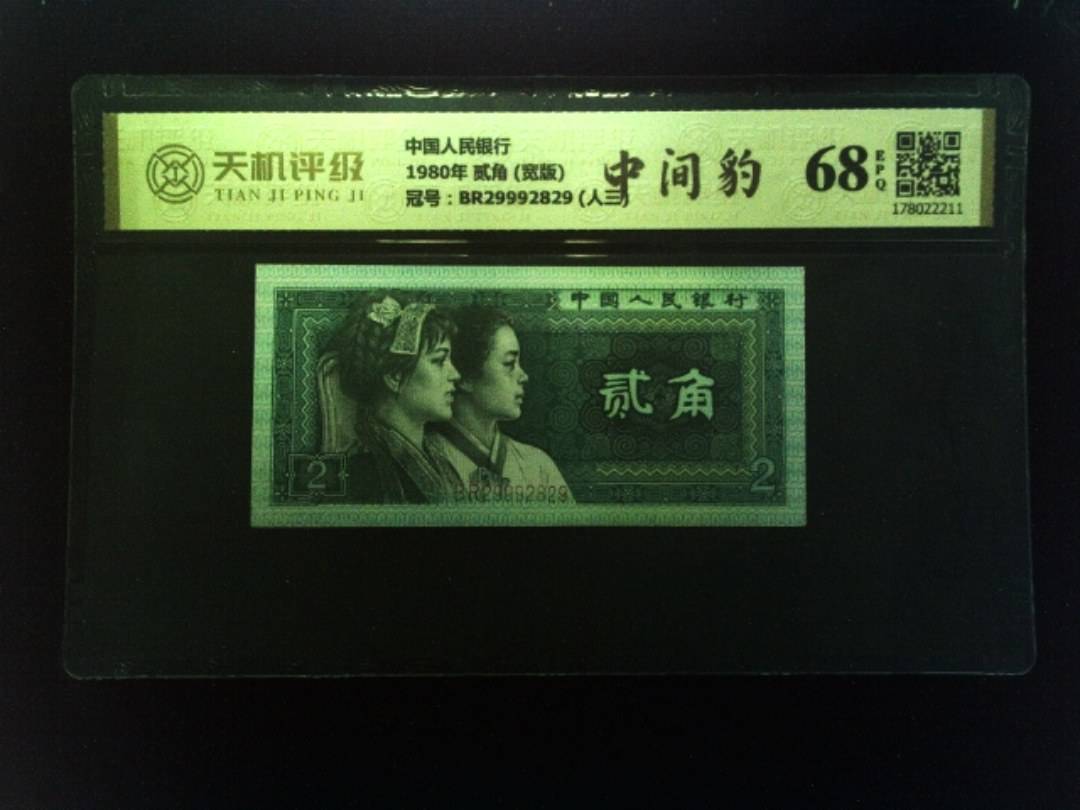 天机评级
TIAN JI PING JI
中国人民银行
1980年 贰角 (宽版)
冠号：BR29992829 (人三)
中间豹
68
EPQ
178022211
中国人民银行
贰角
2
2
BR29992829